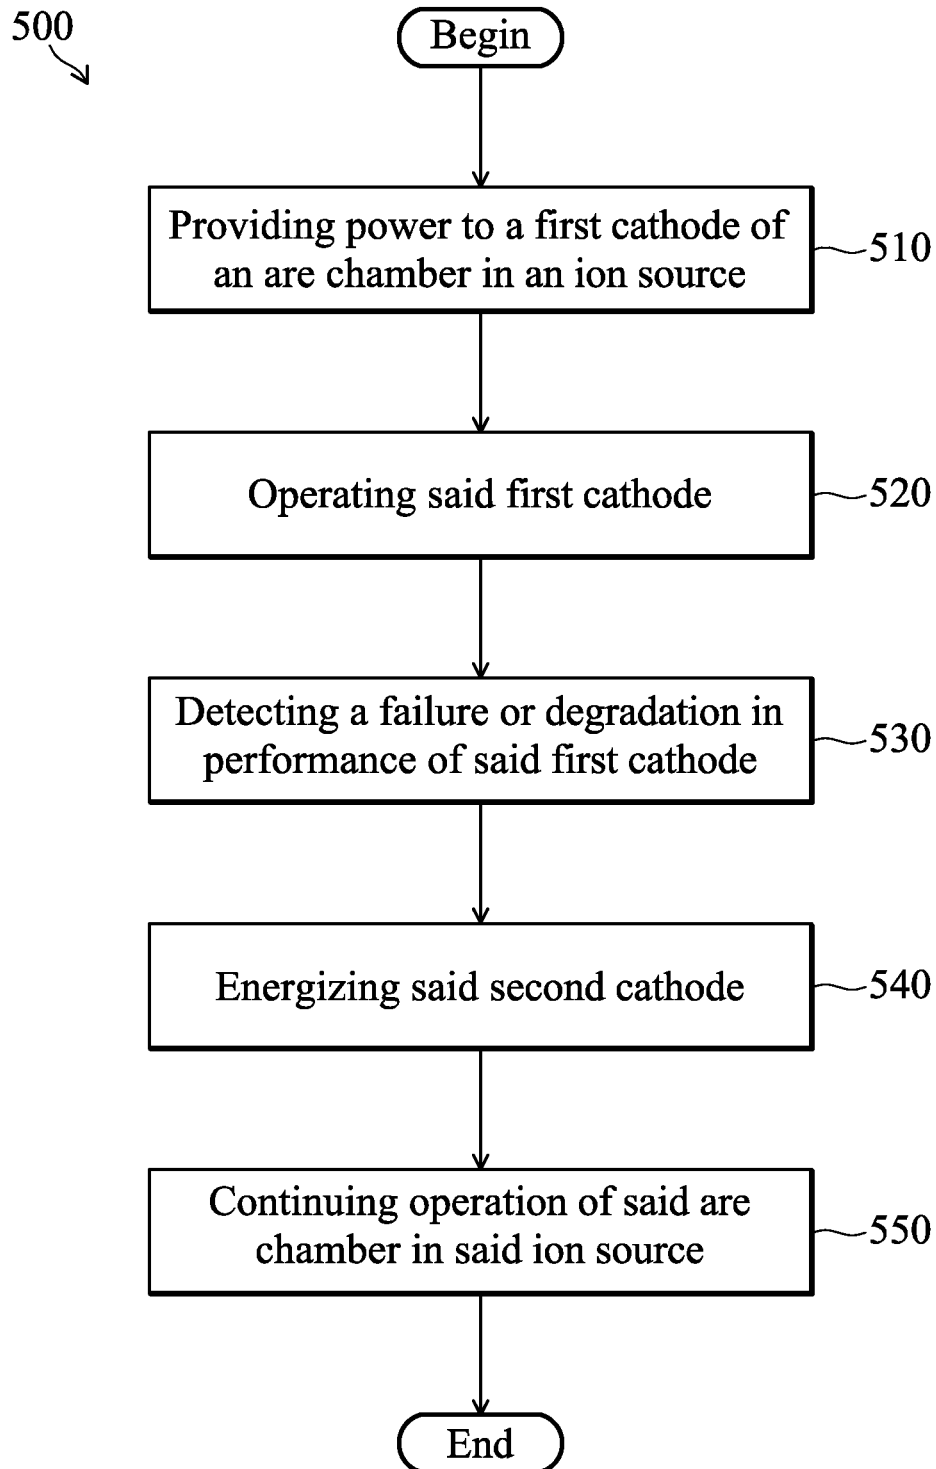 500
Begin
Providing power to a first cathode of
an are chamber in an ion source
510
Operating said first cathode
520
Detecting a failure or degradation in
performance of said first cathode
530
Energizing said second cathode
540
Continuing operation of said are
chamber in said ion source
550
End